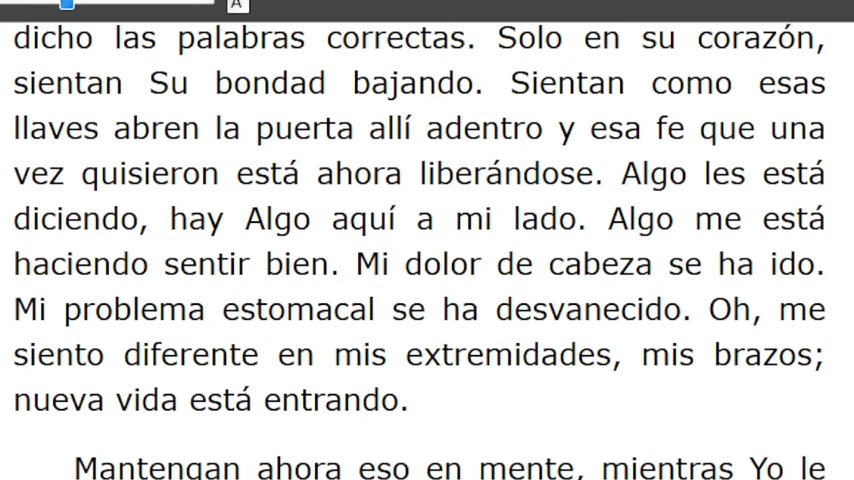 A
dicho las palabras correctas. Solo en su corazón,
sientan Su bondad bajando. Sientan como esas
llaves abren la puerta allí adentro y esa fe que una
vez quisieron está ahora liberándose. Algo les está
diciendo, hay Algo aquí a mi lado. Algo me está
haciendo sentir bien. Mi dolor de cabeza se ha ido.
Mi problema estomacal se ha desvanecido. Oh, me
siento diferente en mis extremidades, mis brazos;
nueva vida está entrando.
Mantengan ahora eso en mente, mientras Yo le